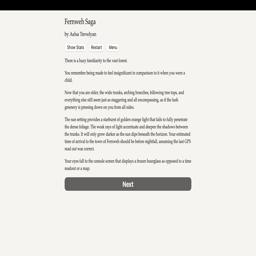 Fernweh Saga
by Aelsa Trevelyan
Show Stats Restart Menu
There is a hazy familiarity to the vast forest.
You remember being made to feel insignificant in comparison to it when you were a
child.
Now that you are older, the wide trunks, arching branches, billowing tree tops, and
everything else still seem just as staggering and all encompassing, as if the lush
greenery is pressing down on you from all sides.
The sun setting provides a starburst of golden orange light that fails to fully penetrate
the dense foliage. The weak rays of light accentuate and deepen the shadows between
the trees. It will only grow darker as the sun dips beneath the horizon. Your estimated
time of arrival to the town of Fernweh should be before nightfall, assuming the last GPS
read out was correct.
Your eyes fall to the console screen that displays a frozen hourglass as opposed to a time
readout or a map.
Next